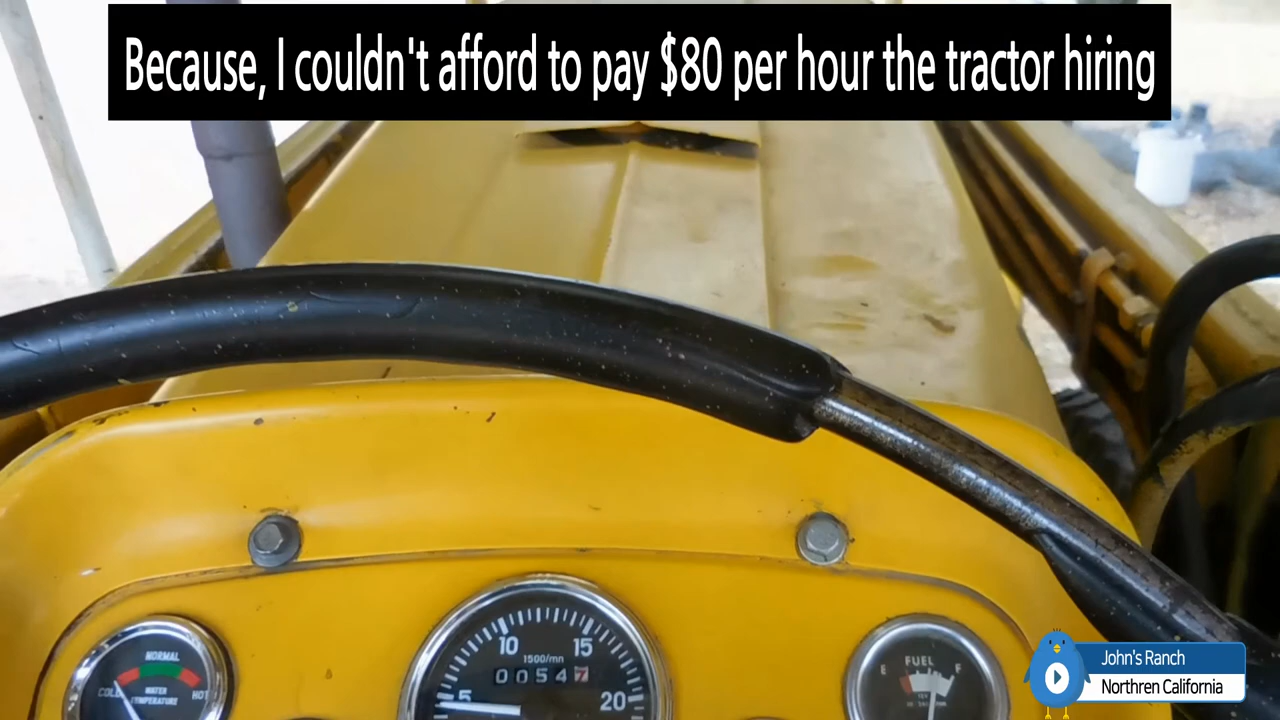 Because, I couldn't afford to pay $80 per hour the tractor hiring
10 15
1500/mn
00547
5 20
NORMAL
COLD HOT
WATER
TEMPERATURE
FUEL
E F
John's Ranch
Northren California